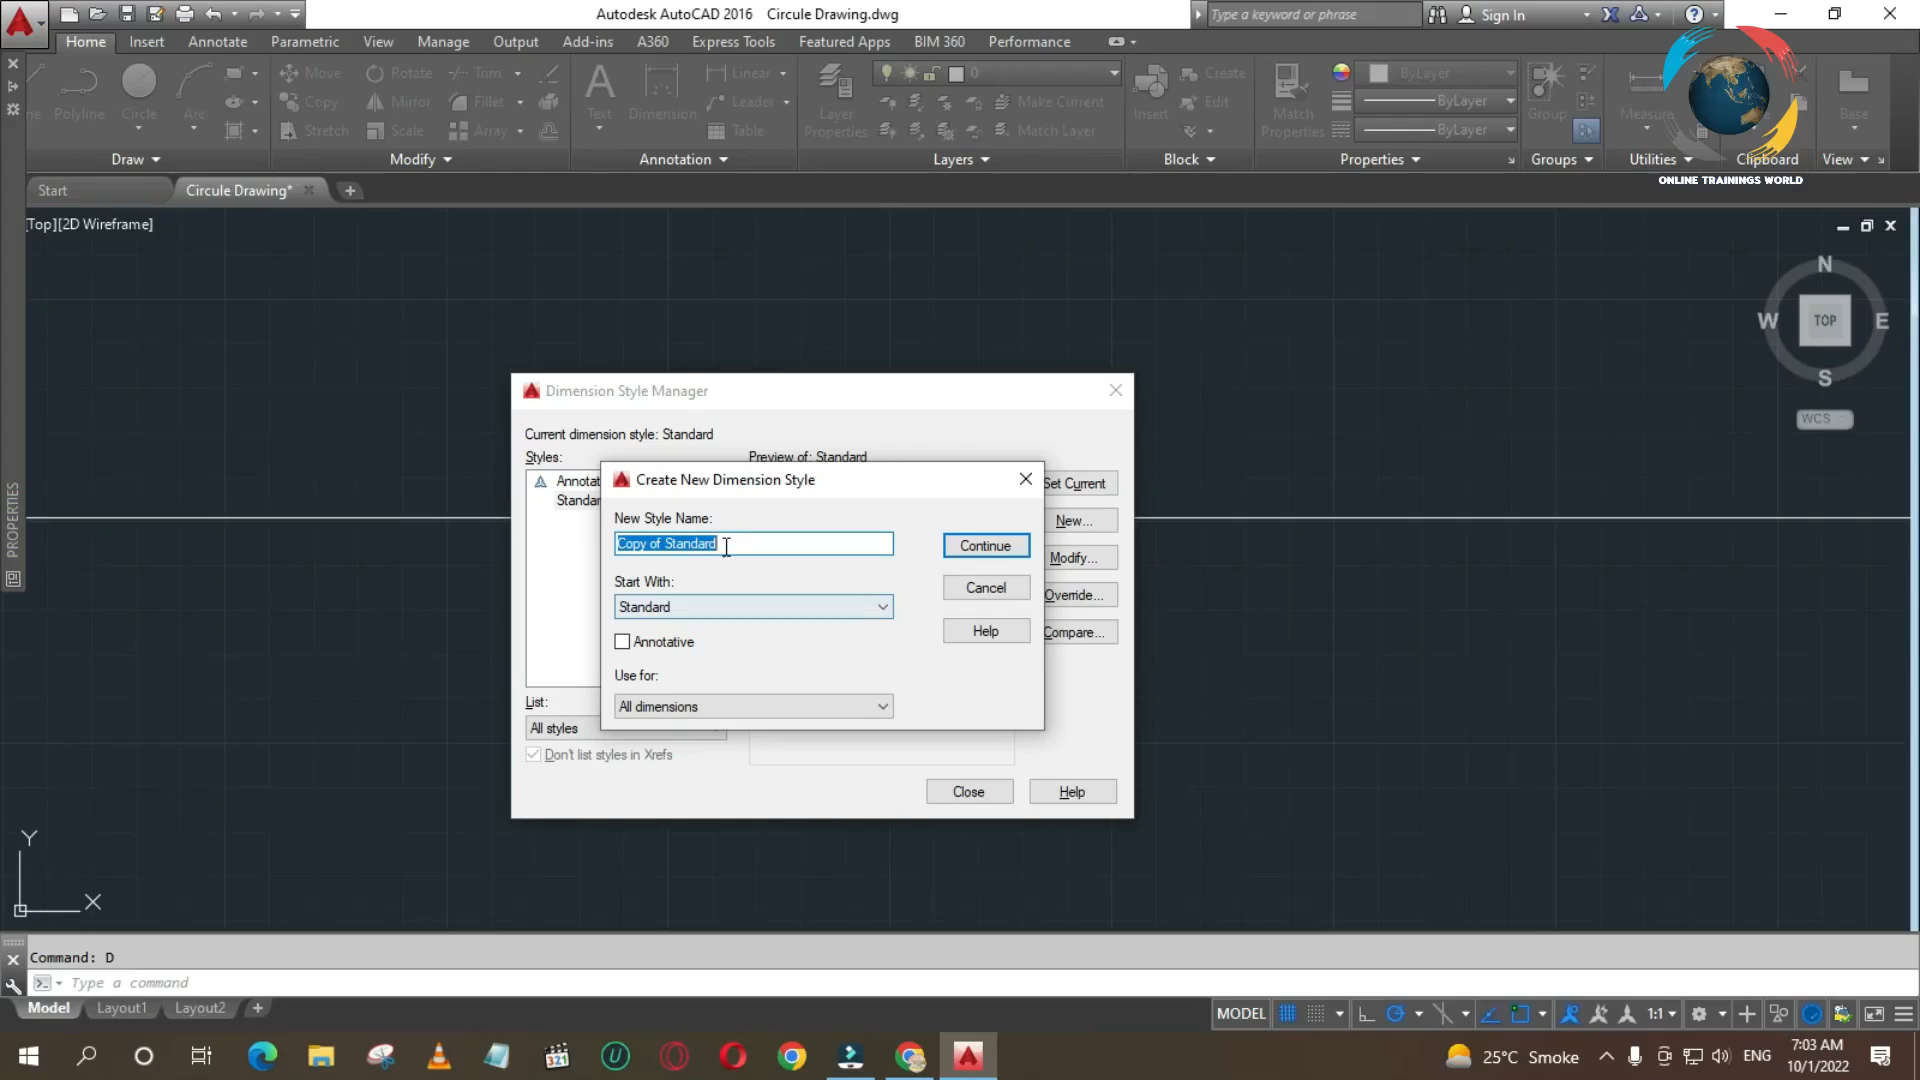 Autodesk AutoCAD 2016 Circule Drawing.dwg
Type a keyword or phrase
Sign In
Home Insert Annotate Parametric View Manage Output Add-ins A360 Express Tools Featured Apps BIM 360 Performance
Polyline Circle Arc
Move Rotate Trim
Copy Mirror Fillet
Stretch Scale Array
Text Dimension
Linear
Leader
Table
Layer Properties
0
Make Current
Match Layer
Insert
Create
Edit
Match Properties
ByLayer
ByLayer
ByLayer
Group
Measure
Base
Draw Modify Annotation Layers Block Properties Groups Utilities Clipboard View
ONLINE TRAININGS WORLD
Start Circule Drawing*
Top][2D Wireframe]
N
W TOP E
S
WCS
PROPERTIES
Dimension Style Manager
Current dimension style: Standard
Styles:
Preview of: Standard
Annotat
Standar
Set Current
New...
Modify...
Override...
Compare...
Create New Dimension Style
New Style Name:
Copy of Standard
Continue
Start With:
Standard
Cancel
Annotative
Help
Use for:
All dimensions
List:
All styles
Don't list styles in Xrefs
Close Help
Y
X
Command: D
Type a command
Model Layout1 Layout2
MODEL
1:1
321
25°C Smoke
ENG
7:03 AM
10/1/2022